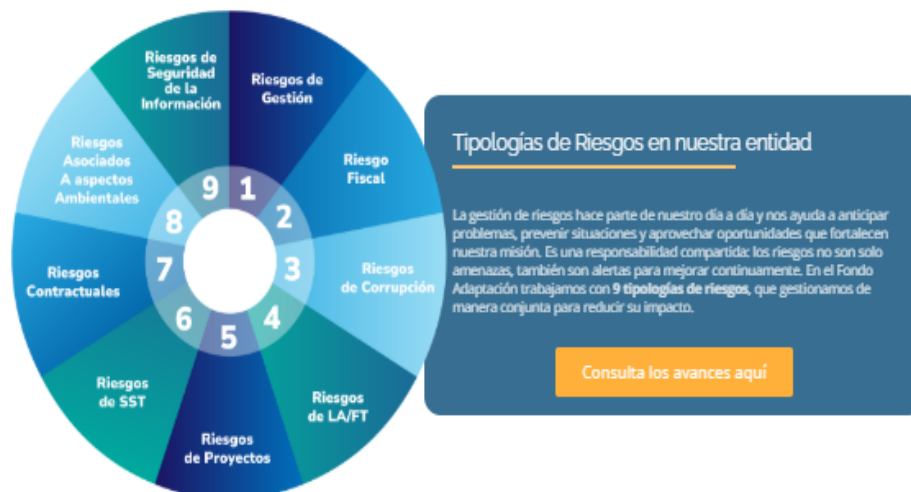 Riesgos de
Gestión
1
Riesgo
Fiscal
2
Riesgos
de Corrupción
3
Riesgos
de LA/FT
4
Riesgos
de Proyectos
5
Riesgos
de SST
6
Riesgos
Contractuales
7
Riesgos
Asociados
A aspectos
Ambientales
8
Riesgos de
Seguridad
de la
Información
9
Tipologías de Riesgos en nuestra entidad
La gestión de riesgos hace parte de nuestro día a día y nos ayuda a anticipar
problemas, prevenir situaciones y aprovechar oportunidades que fortalecen
nuestra misión. Es una responsabilidad compartida: los riesgos no son solo
amenazas, también son alertas para mejorar continuamente. En el Fondo
Adaptación trabajamos con 9 tipologías de riesgos, que gestionamos de
manera conjunta para reducir su impacto.
Consulta los avances aquí